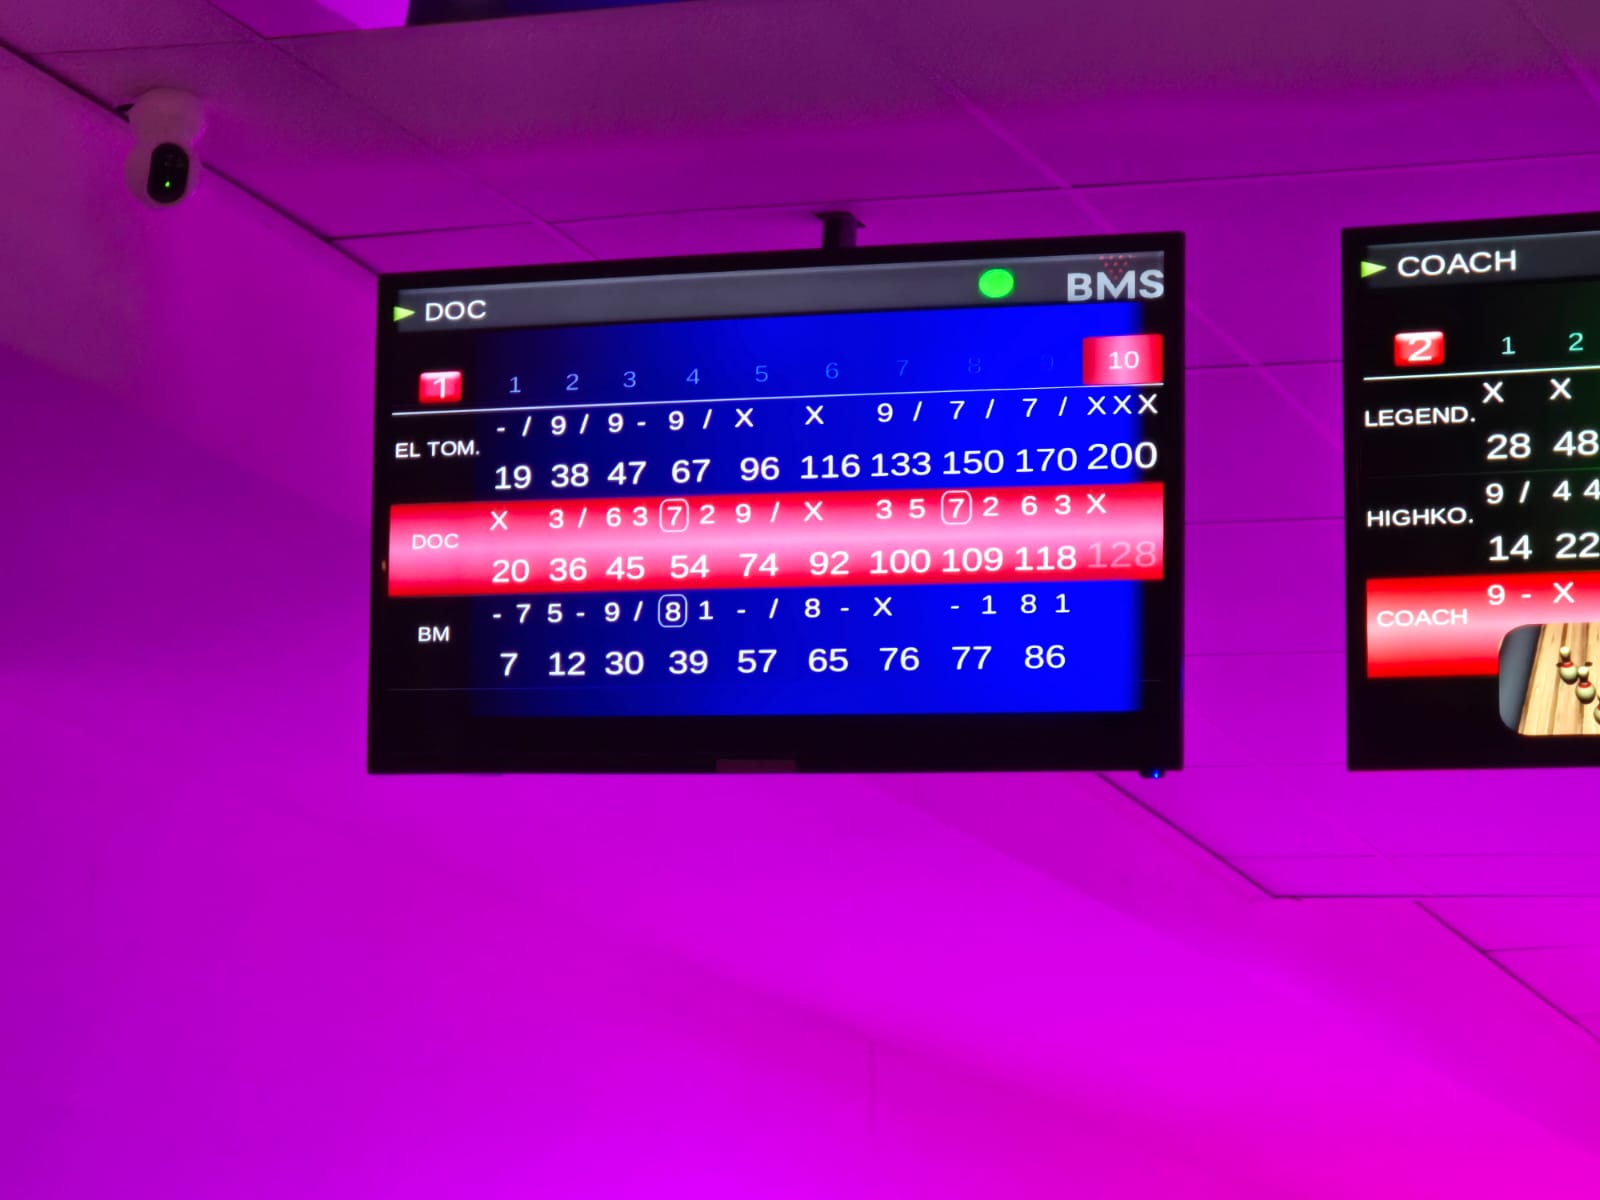 DOC
BMS
1 1 2 3 4 5 6 7 8 9 10
- / 9 / 9 - 9 / X X 9 / 7 / 7 / X X X
EL TOM.
19 38 47 67 96 116 133 150 170 200
X 3 / 6 3 7 2 9 / X 3 5 7 2 6 3 X
DOC
20 36 45 54 74 92 100 109 118 128
- 7 5 - 9 / 8 1 - / 8 - X - 1 8 1
BM
7 12 30 39 57 65 76 77 86
COACH
2 1 2
X X
LEGEND.
28 48
9 / 4 4
HIGHKO.
14 22
9 - X
COACH